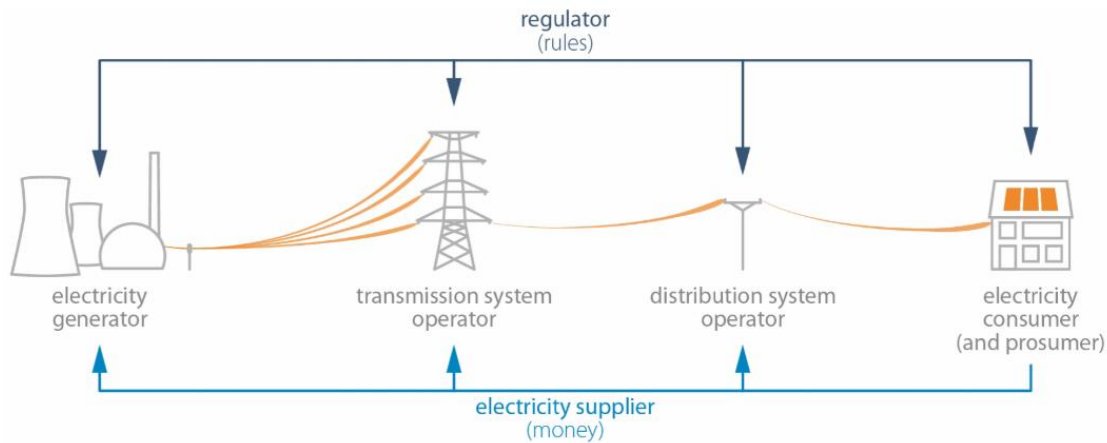 regulator
(rules)
electricity
generator
transmission system
operator
distribution system
operator
electricity
consumer
(and prosumer)
electricity supplier
(money)